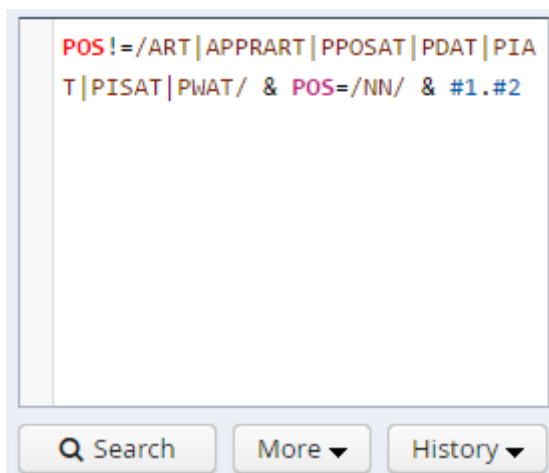 POS!=/ART|APPRART|PPOSAT|PDAT|PIA
T|PISAT|PWAT/ & POS=/NN/ & #1.#2
Search More History